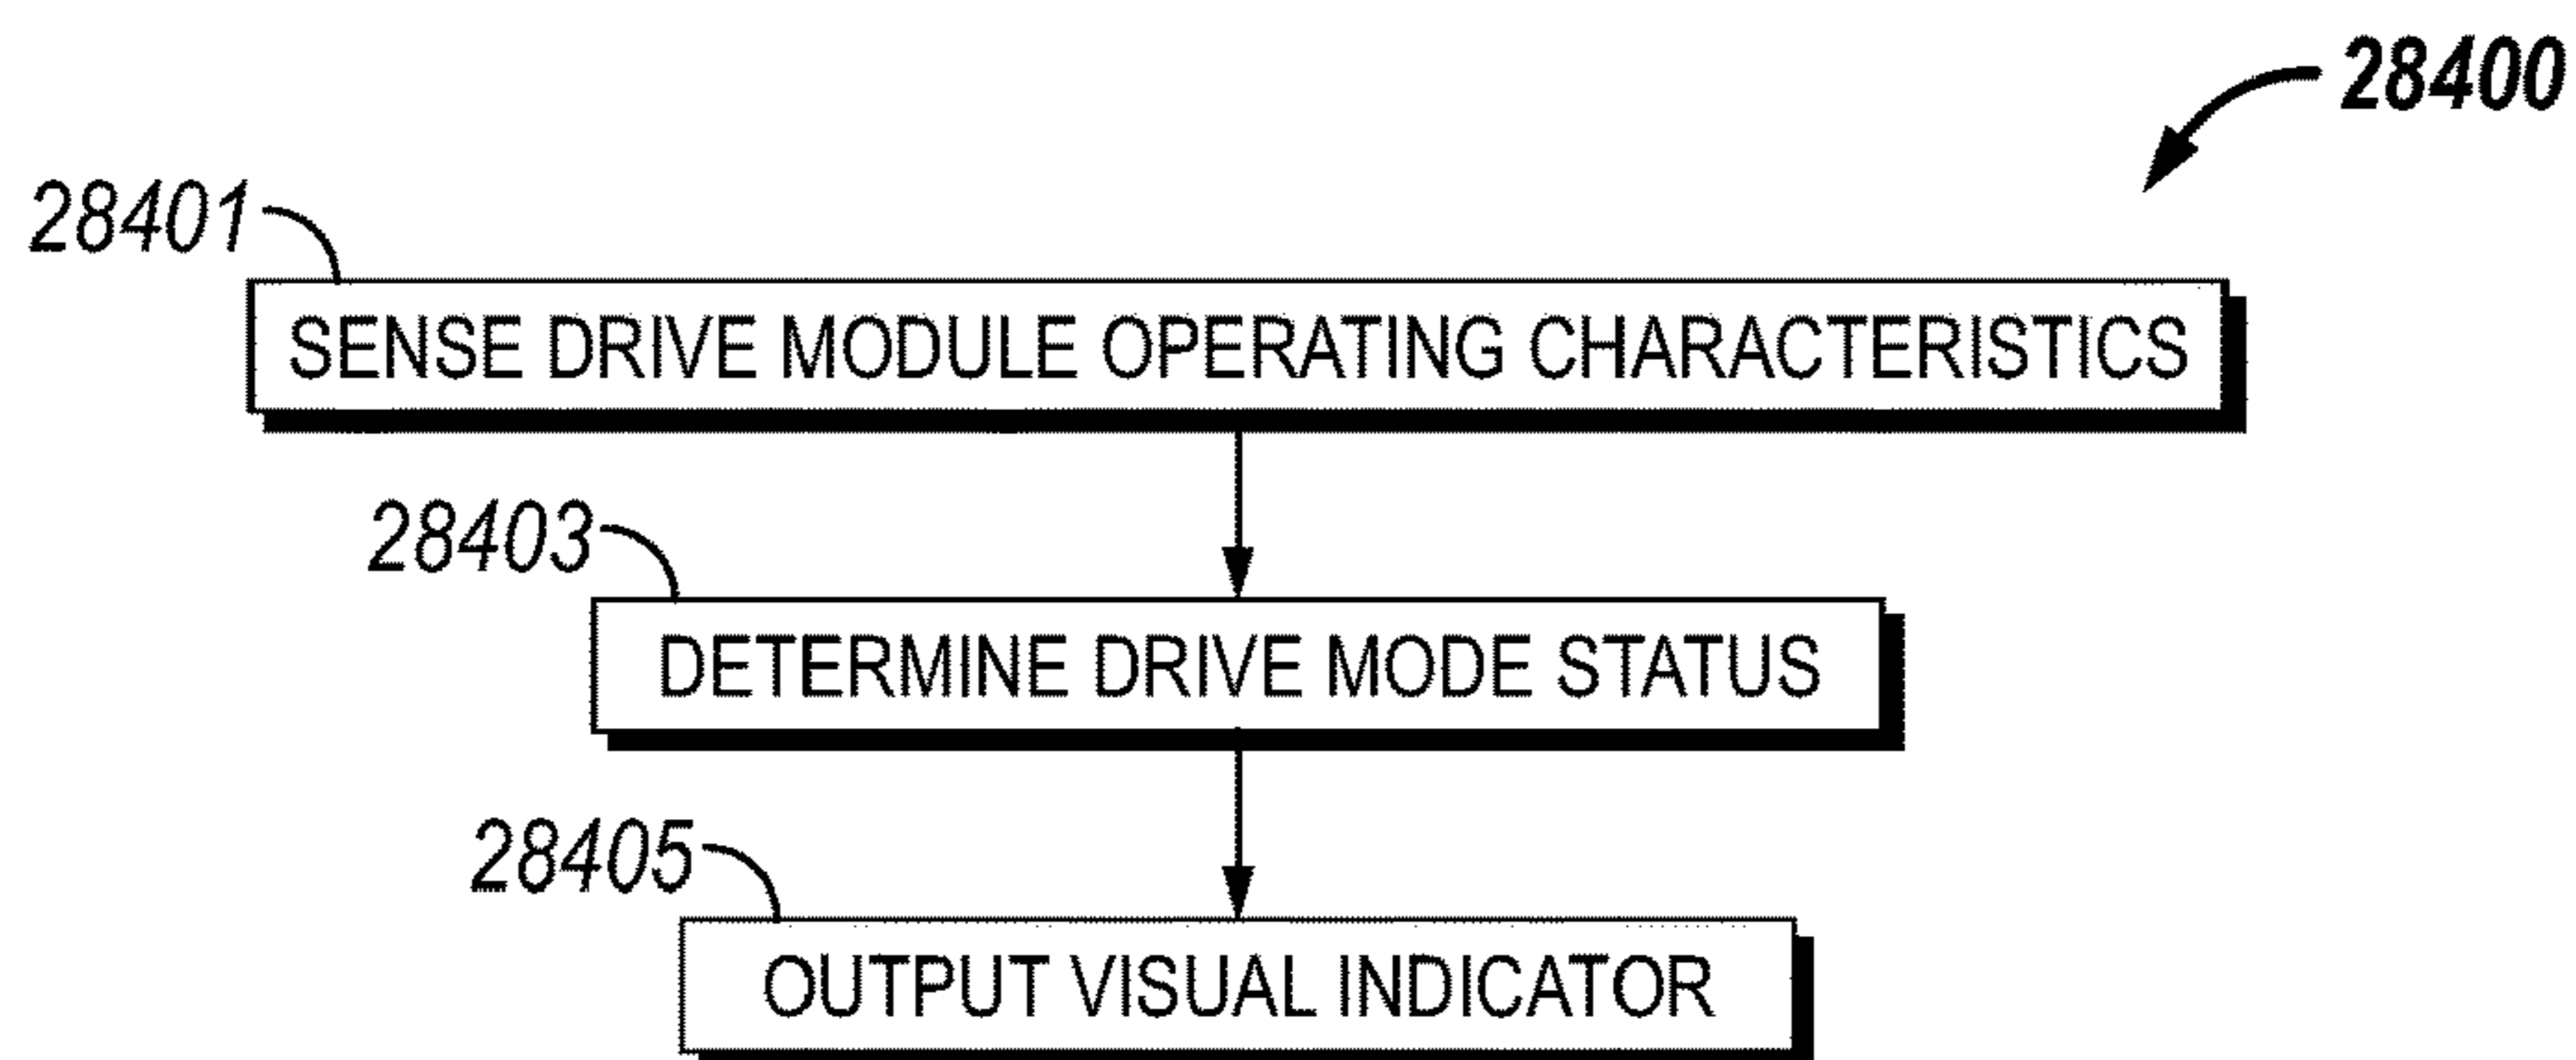 28400
28401
SENSE DRIVE MODULE OPERATING CHARACTERISTICS
28403
DETERMINE DRIVE MODE STATUS
28405
OUTPUT VISUAL INDICATOR